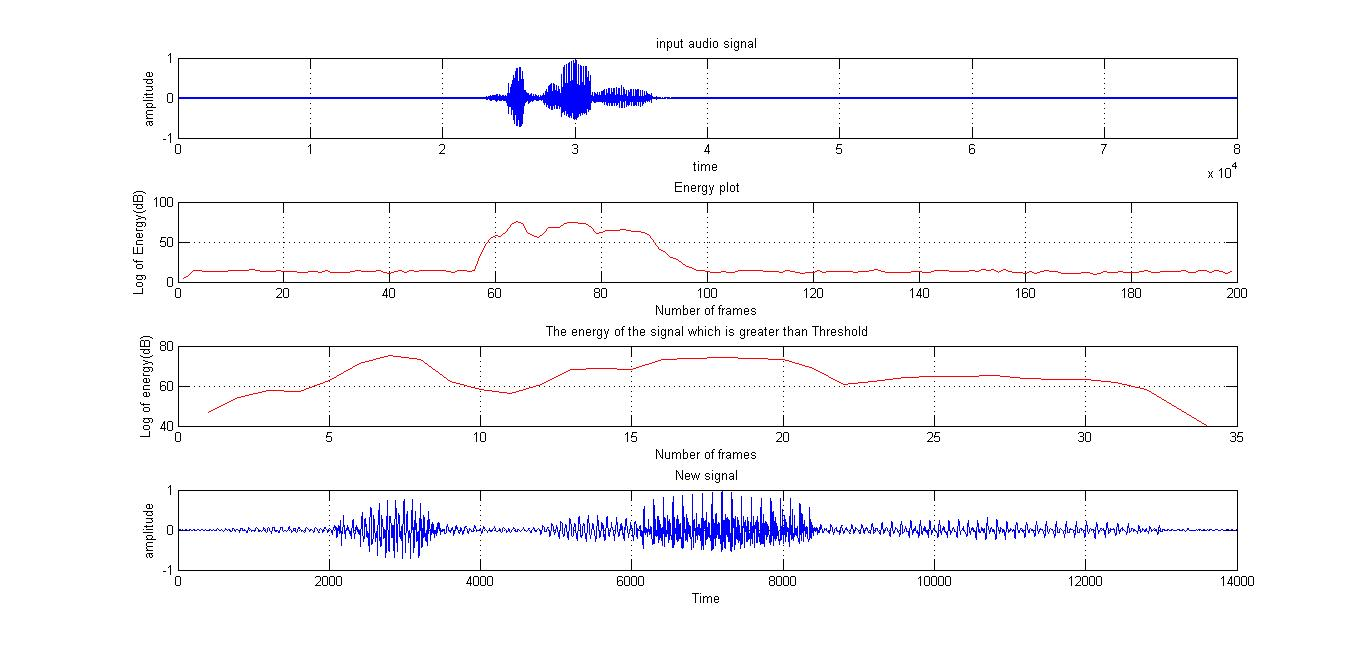 input audio signal
amplitude
1
0
-1
0 1 2 3 4 5 6 7 8
time
x 10^4
Energy plot
Log of Energy(dB)
100
50
0
0 20 40 60 80 100 120 140 160 180 200
Number of frames
The energy of the signal which is greater than Threshold
Log of energy(dB)
80
60
40
0 5 10 15 20 25 30 35
Number of frames
New signal
amplitude
1
0
-1
0 2000 4000 6000 8000 10000 12000 14000
Time